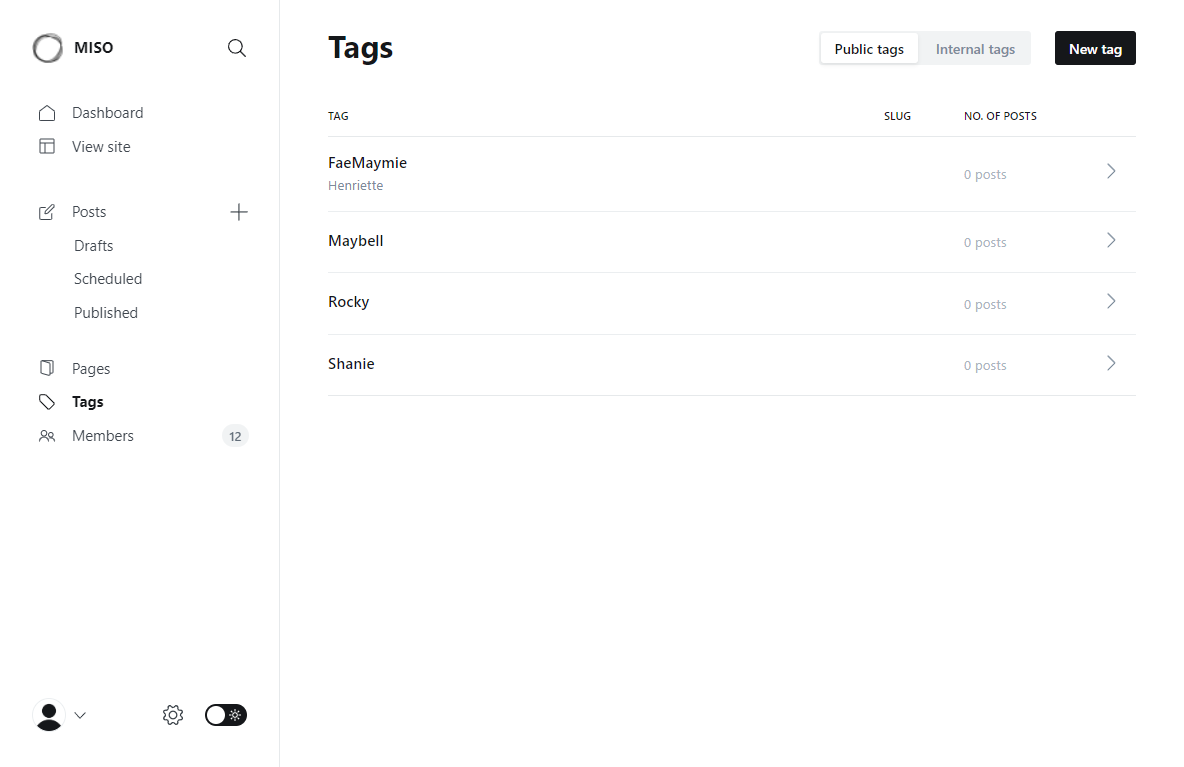 MISO
Dashboard
View site
Posts
Drafts
Scheduled
Published
Pages
Tags
Members 12
Tags
Public tags Internal tags New tag
TAG SLUG NO. OF POSTS
FaeMaymie
Henriette
0 posts
Maybell 0 posts
Rocky 0 posts
Shanie 0 posts